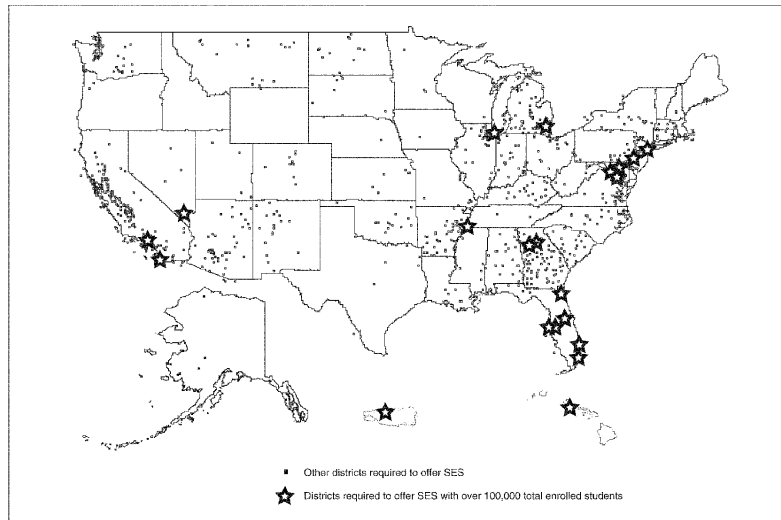 Other districts required to offer SES
Districts required to offer SES with over 100,000 total enrolled students